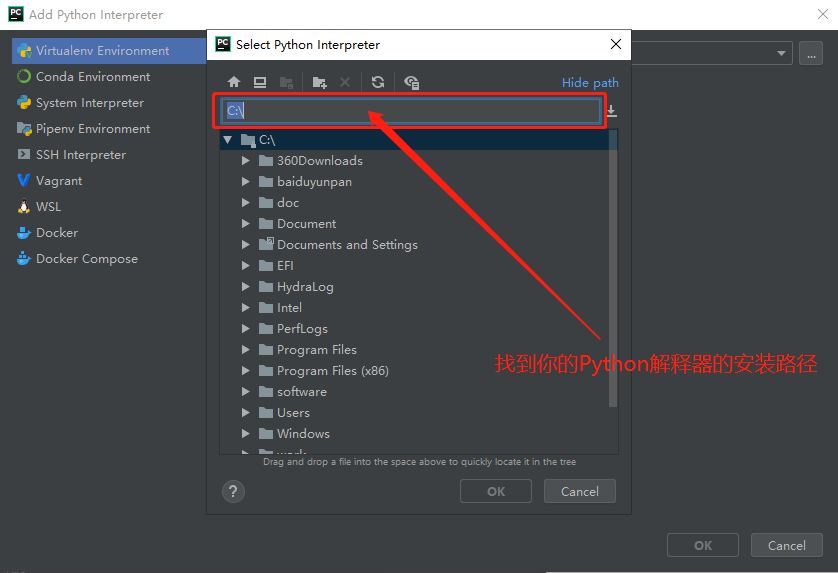 PC Add Python Interpreter
Virtualenv Environment
Conda Environment
System Interpreter
Pipenv Environment
SSH Interpreter
Vagrant
WSL
Docker
Docker Compose
...
PC Select Python Interpreter
Hide path
C:\
C:\
360Downloads
baiduyunpan
doc
Document
Documents and Settings
EFI
HydraLog
Intel
PerfLogs
Program Files
Program Files (x86)
software
Users
Windows
找到你的Python解释器的安装路径
Drag and drop a file into the space above to quickly locate it in the tree
?
OK
Cancel
OK
Cancel